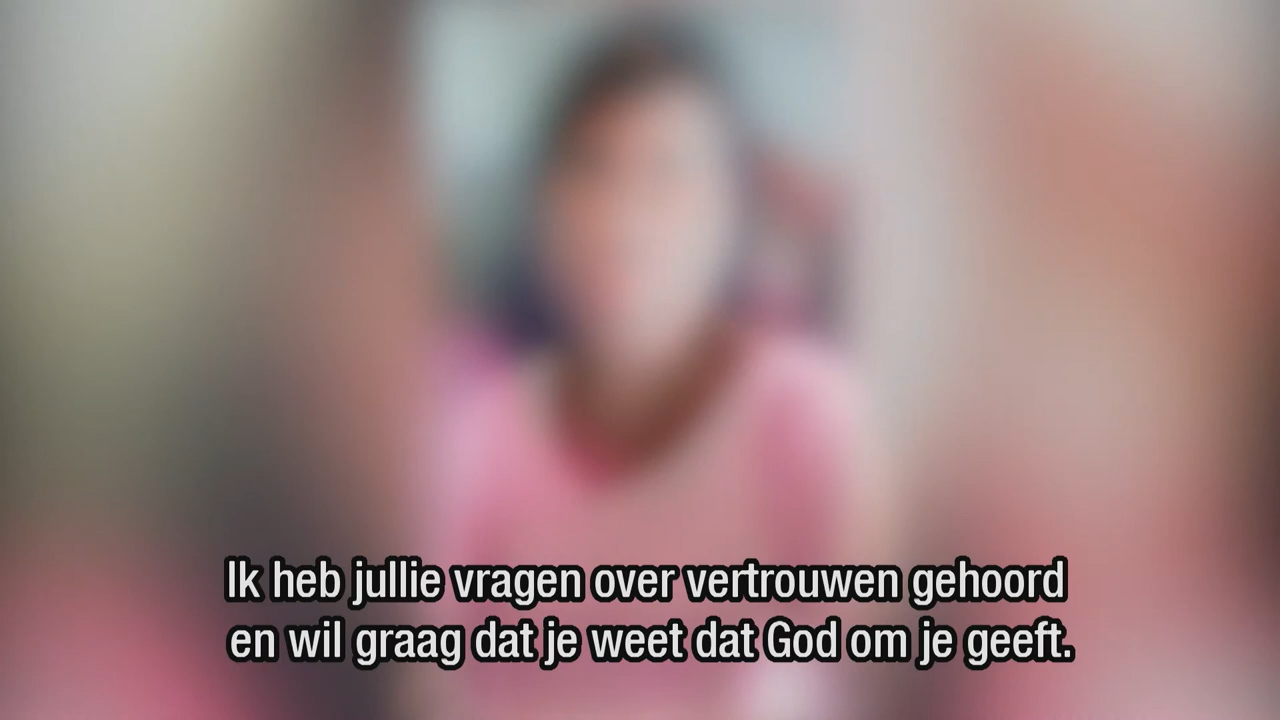 Ik heb jullie vragen over vertrouwen gehoord
en wil graag dat je weet dat God om je geeft.